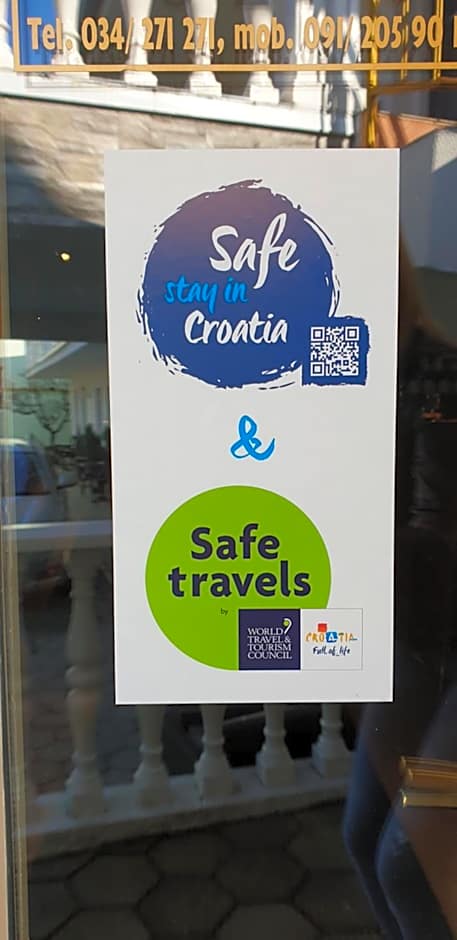 Tel. 034/ 271 271, mob. 091/ 205 90
Safe
stay in
Croatia
&
Safe
travels
by
WORLD
TRAVEL &
TOURISM
COUNCIL
CROATIA
Full of life